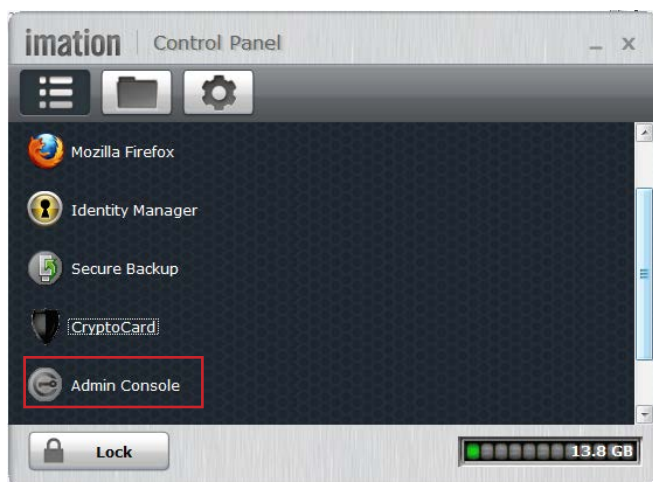 imation Control Panel
Mozilla Firefox
Identity Manager
Secure Backup
CryptoCard
Admin Console
Lock
13.8 GB